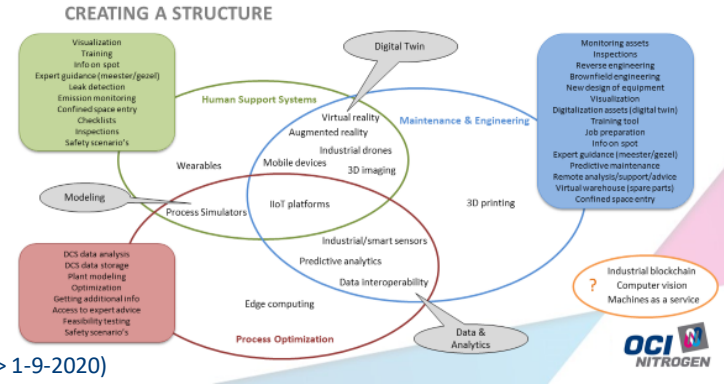 CREATING A STRUCTURE
Visualization
Training
Info on spot
Expert guidance (meester/gezel)
Leak detection
Emission monitoring
Confined space entry
Checklists
Inspections
Safety scenario's
Digital Twin
Monitoring assets
Inspections
Reverse engineering
Brownfield engineering
New design of equipment
Visualization
Digitalization assets (digital twin)
Training tool
Job preparation
Info on spot
Expert guidance (meester/gezel)
Predictive maintenance
Remote analysis/support/advice
Virtual warehouse (spare parts)
Confined space entry
Human Support Systems
Maintenance & Engineering
Virtual reality
Augmented reality
Industrial drones
Mobile devices
3D imaging
Wearables
Modeling
Process Simulators
IIoT platforms
3D printing
Industrial/smart sensors
Predictive analytics
Data interoperability
Edge computing
Process Optimization
DCS data analysis
DCS data storage
Plant modeling
Optimization
Getting additional info
Access to expert advice
Feasibility testing
Safety scenario's
Data &
Analytics
?
Industrial blockchain
Computer vision
Machines as a service
OCI
NITROGEN
> 1-9-2020)